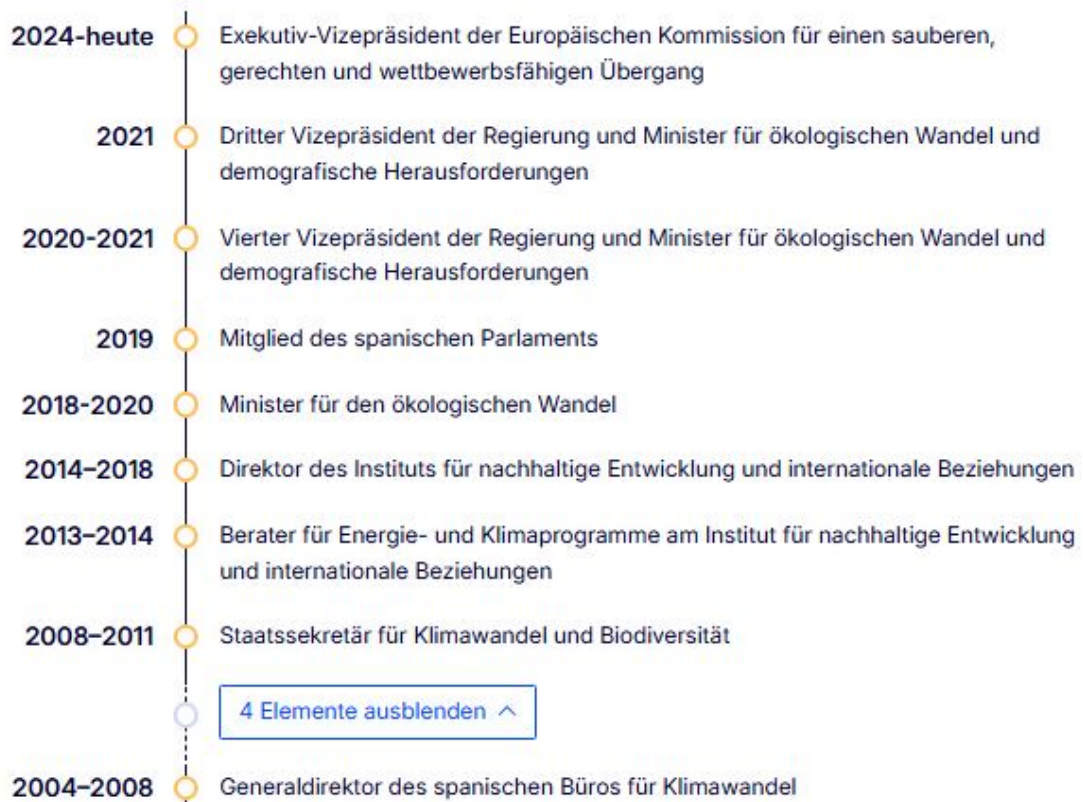 2024-heute Exekutiv-Vizepräsident der Europäischen Kommission für einen sauberen,
gerechten und wettbewerbsfähigen Übergang
2021 Dritter Vizepräsident der Regierung und Minister für ökologischen Wandel und
demografische Herausforderungen
2020-2021 Vierter Vizepräsident der Regierung und Minister für ökologischen Wandel und
demografische Herausforderungen
2019 Mitglied des spanischen Parlaments
2018-2020 Minister für den ökologischen Wandel
2014–2018 Direktor des Instituts für nachhaltige Entwicklung und internationale Beziehungen
2013–2014 Berater für Energie- und Klimaprogramme am Institut für nachhaltige Entwicklung
und internationale Beziehungen
2008–2011 Staatssekretär für Klimawandel und Biodiversität
4 Elemente ausblenden
2004–2008 Generaldirektor des spanischen Büros für Klimawandel